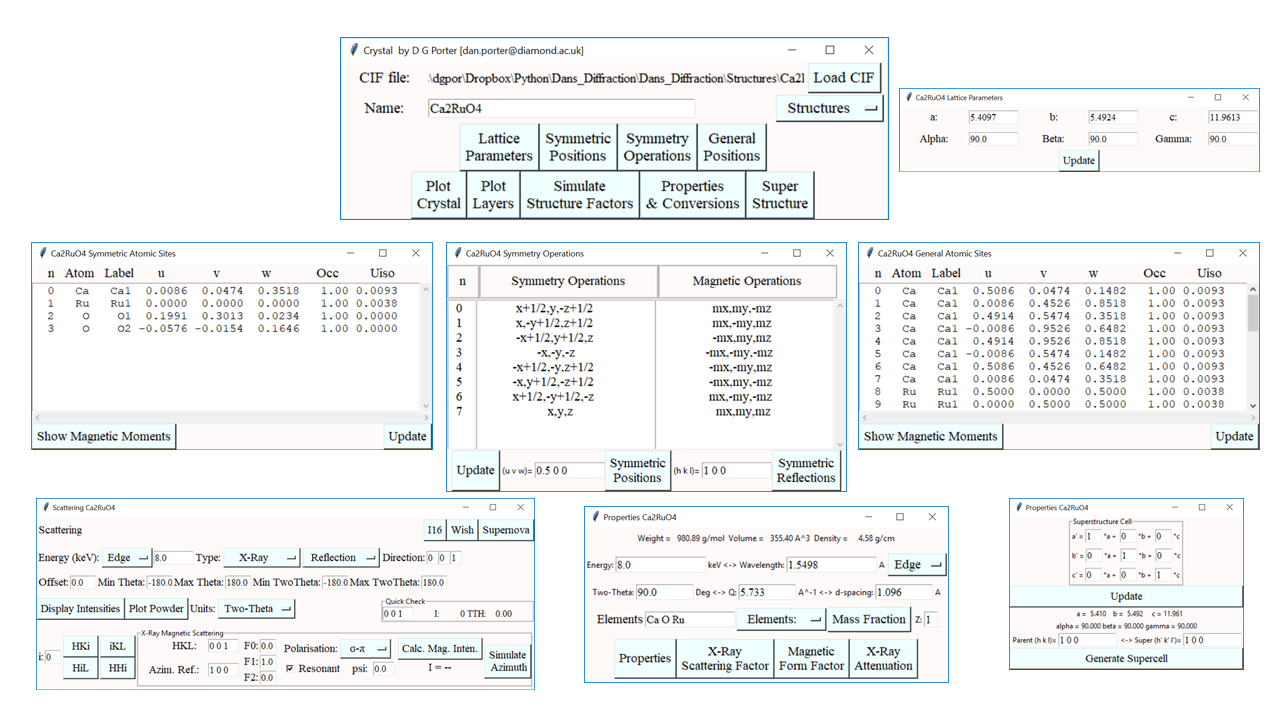 Crystal by D G Porter [dan.porter@diamond.ac.uk]
CIF file: .\dgpor\Dropbox\Python\Dans_Diffraction\Dans_Diffraction\Structures\Ca2I Load CIF
Name: Ca2RuO4 Structures
Lattice Parameters Symmetric Positions Symmetry Operations General Positions
Plot Crystal Plot Layers Simulate Structure Factors Properties & Conversions Super Structure
Ca2RuO4 Lattice Parameters
a: 5.4097 b: 5.4924 c: 11.9613
Alpha: 90.0 Beta: 90.0 Gamma: 90.0
Update
Ca2RuO4 Symmetric Atomic Sites
n Atom Label u v w Occ Uiso
0 Ca Ca1 0.0086 0.0474 0.3518 1.00 0.0093
1 Ru Ru1 0.0000 0.0000 0.0000 1.00 0.0038
2 O O1 0.1991 0.3013 0.0234 1.00 0.0000
3 O O2 -0.0576 -0.0154 0.1646 1.00 0.0000
Show Magnetic Moments Update
Ca2RuO4 Symmetry Operations
n Symmetry Operations Magnetic Operations
0 x+1/2,y,-z+1/2 mx,my,-mz
1 x,-y+1/2,z+1/2 mx,-my,mz
2 -x+1/2,y+1/2,z -mx,my,mz
3 -x,-y,-z -mx,-my,-mz
4 -x+1/2,-y,z+1/2 -mx,-my,mz
5 -x,y+1/2,-z+1/2 -mx,my,-mz
6 x+1/2,-y+1/2,-z mx,-my,-mz
7 x,y,z mx,my,mz
Update (u v w)= 0.5 0 0 Symmetric Positions (h k l)= 1 0 0 Symmetric Reflections
Ca2RuO4 General Atomic Sites
n Atom Label u v w Occ Uiso
0 Ca Ca1 0.5086 0.0474 0.1482 1.00 0.0093
1 Ca Ca1 0.0086 0.4526 0.8518 1.00 0.0093
2 Ca Ca1 0.4914 0.5474 0.3518 1.00 0.0093
3 Ca Ca1 -0.0086 0.9526 0.6482 1.00 0.0093
4 Ca Ca1 0.4914 0.9526 0.8518 1.00 0.0093
5 Ca Ca1 -0.0086 0.5474 0.1482 1.00 0.0093
6 Ca Ca1 0.5086 0.4526 0.6482 1.00 0.0093
7 Ca Ca1 0.0086 0.0474 0.3518 1.00 0.0093
8 Ru Ru1 0.5000 0.0000 0.5000 1.00 0.0038
9 Ru Ru1 0.0000 0.5000 0.5000 1.00 0.0038
Show Magnetic Moments Update
Scattering Ca2RuO4
Scattering I16 Wish Supernova
Energy (keV): Edge 8.0 Type: X-Ray Reflection Direction: 0 0 1
Offset: 0.0 Min Theta: -180.0 Max Theta: 180.0 Min TwoTheta: -180.0 Max TwoTheta: 180.0
Display Intensities Plot Powder Units: Two-Theta Quick Check 0 0 1 I: 0 TTH: 0.00
X-Ray Magnetic Scattering
i: 0 HKi iKL HiL HHi
HKL: 0 0 1 F0: 0.0 Polarisation: σ-π Calc. Mag. Inten. Simulate Azimuth
Azim. Ref.: 1 0 0 F1: 1.0 Resonant psi: 0.0 I = --
F2: 0.0
Properties Ca2RuO4
Weight = 980.89 g/mol Volume = 355.40 A^3 Density = 4.58 g/cm
Energy: 8.0 keV <-> Wavelength: 1.5498 A Edge
Two-Theta: 90.0 Deg <-> Q: 5.733 A^-1 <-> d-spacing: 1.096 A
Elements Ca O Ru Elements: Mass Fraction Z: 1
Properties X-Ray Scattering Factor Magnetic Form Factor X-Ray Attenuation
Properties Ca2RuO4
Superstructure Cell
a' = 1 *a + 0 *b + 0 *c
b' = 0 *a + 1 *b + 0 *c
c' = 0 *a + 0 *b + 1 *c
Update
a = 5.410 b = 5.492 c = 11.961
alpha = 90.000 beta = 90.000 gamma = 90.000
Parent (h k l)= 1 0 0 <-> Super (h' k' l')= 1 0 0
Generate Supercell